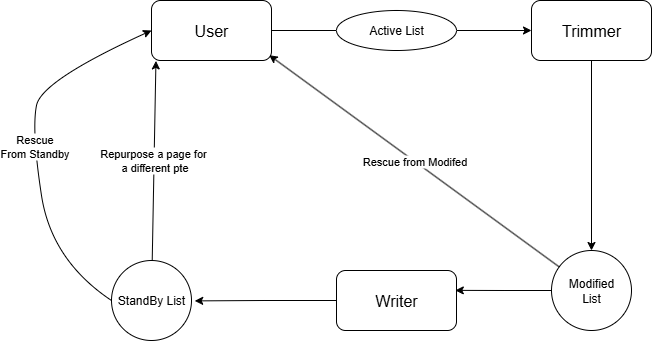 User
Active List
Trimmer
Rescue
From Standby
Repurpose a page for
a different pte
Rescue from Modifed
StandBy List
Writer
Modified
List